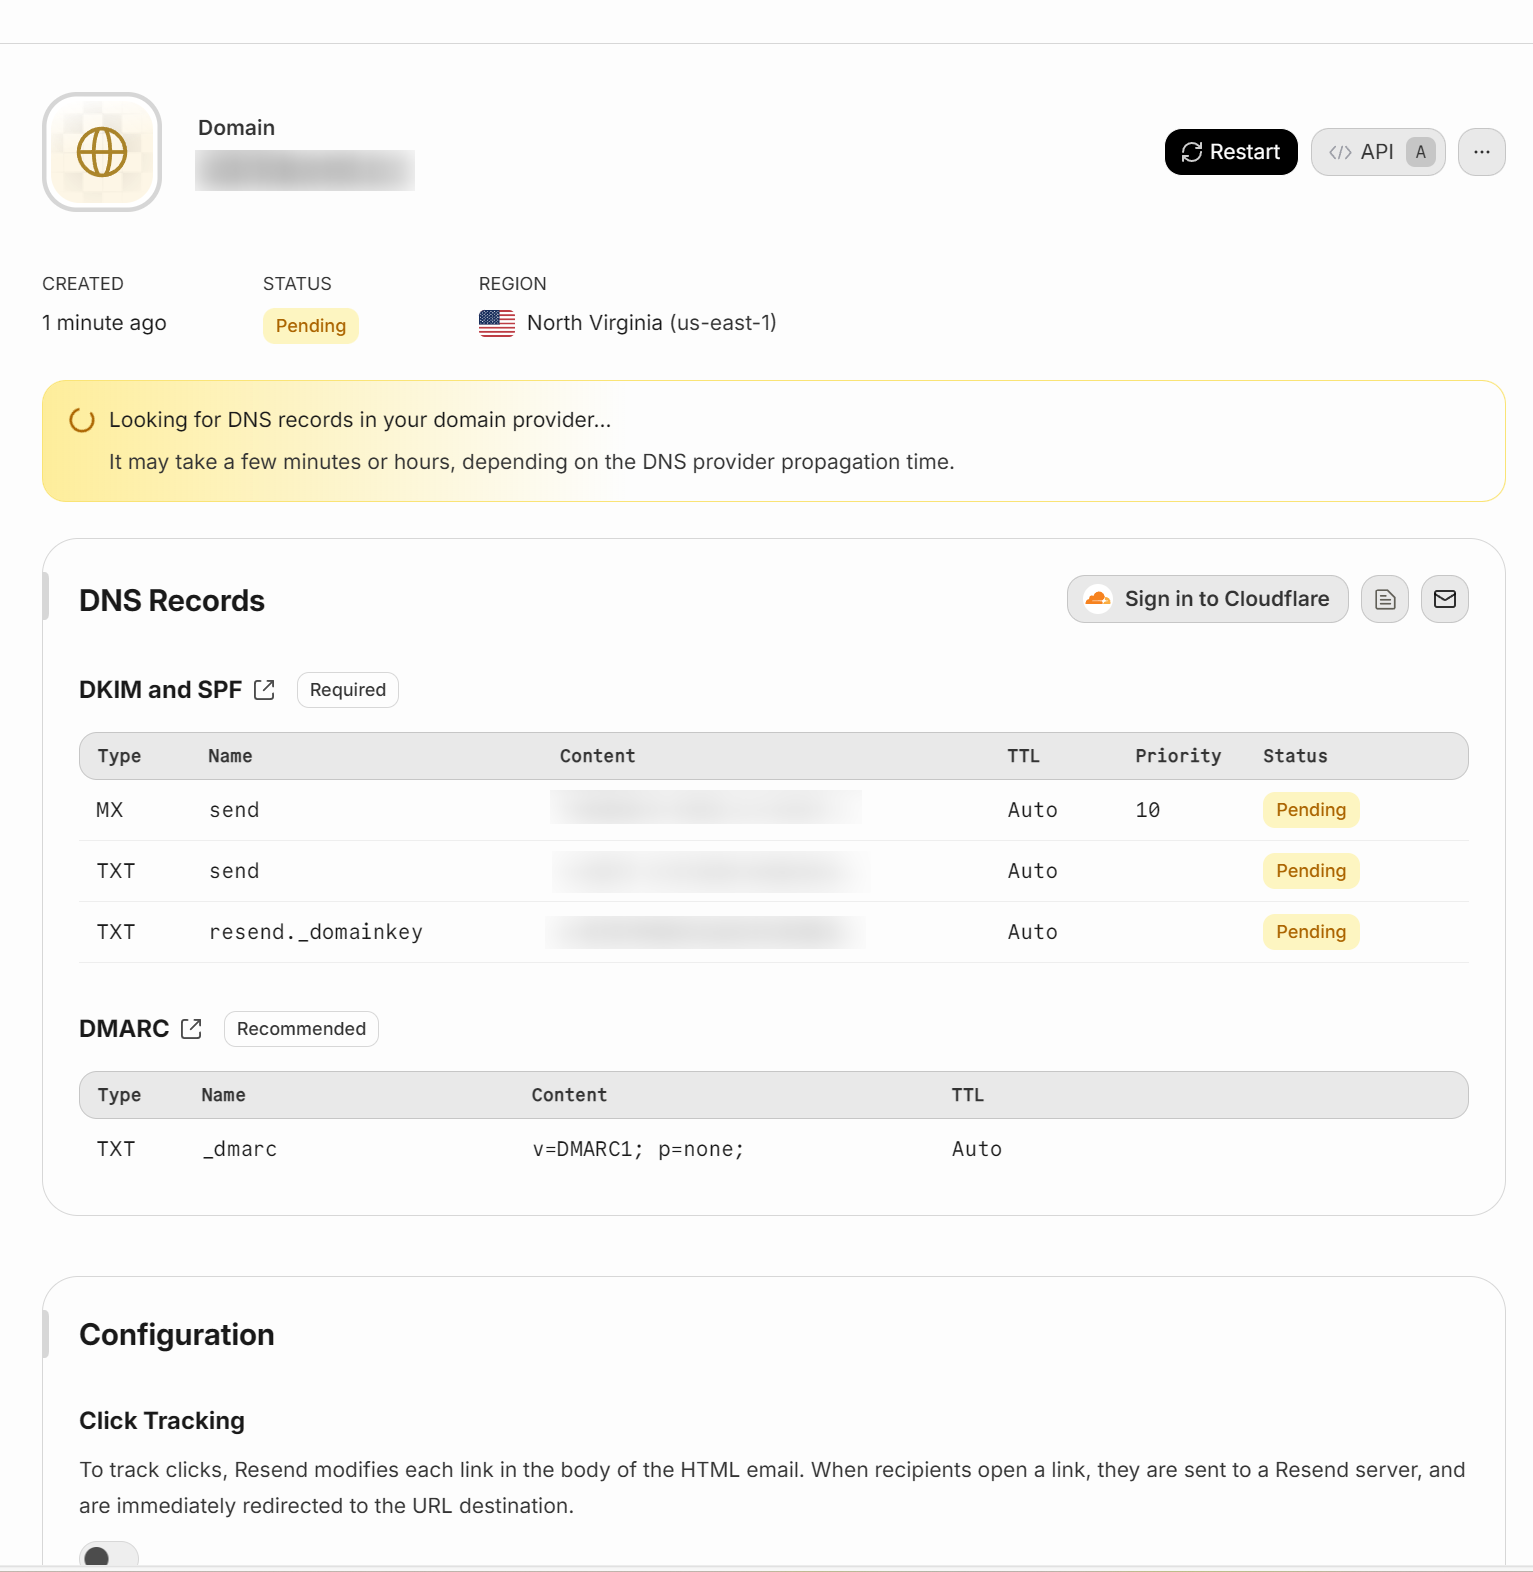 Domain
Restart
</> API A
...
CREATED STATUS REGION
1 minute ago Pending North Virginia (us-east-1)
Looking for DNS records in your domain provider...
It may take a few minutes or hours, depending on the DNS provider propagation time.
DNS Records
Sign in to Cloudflare
DKIM and SPF Required
Type Name Content TTL Priority Status
MX send Auto 10 Pending
TXT send Auto Pending
TXT resend._domainkey Auto Pending
DMARC Recommended
Type Name Content TTL
TXT _dmarc v=DMARC1; p=none; Auto
Configuration
Click Tracking
To track clicks, Resend modifies each link in the body of the HTML email. When recipients open a link, they are sent to a Resend server, and
are immediately redirected to the URL destination.